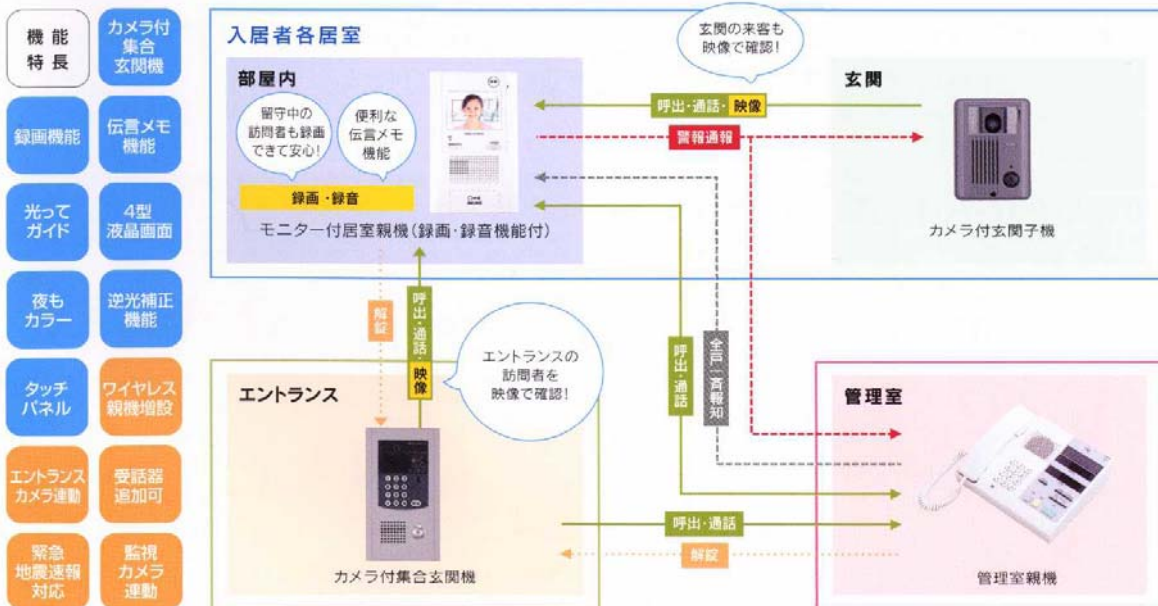 機能
特長
カメラ付
集合
玄関機
録画機能
伝言メモ
機能
光って
ガイド
4型
液晶画面
夜も
カラー
逆光補正
機能
タッチ
パネル
ワイヤレス
親機増設
エントランス
カメラ連動
受話器
追加可
緊急
地震速報
対応
監視
カメラ
連動
入居者各居室
玄関の来客も
映像で確認!
部屋内
留守中の
訪問者も録画
できて安心!
便利な
伝言メモ
機能
録画・録音
モニター付居室親機(録画・録音機能付)
呼出・通話・映像
警報通報
玄関
カメラ付玄関子機
解錠
呼出・通話・映像
エントランスの
訪問者を
映像で確認!
呼出・通話
全戸一斉報知
エントランス
カメラ付集合玄関機
呼出・通話
解錠
管理室
管理室親機